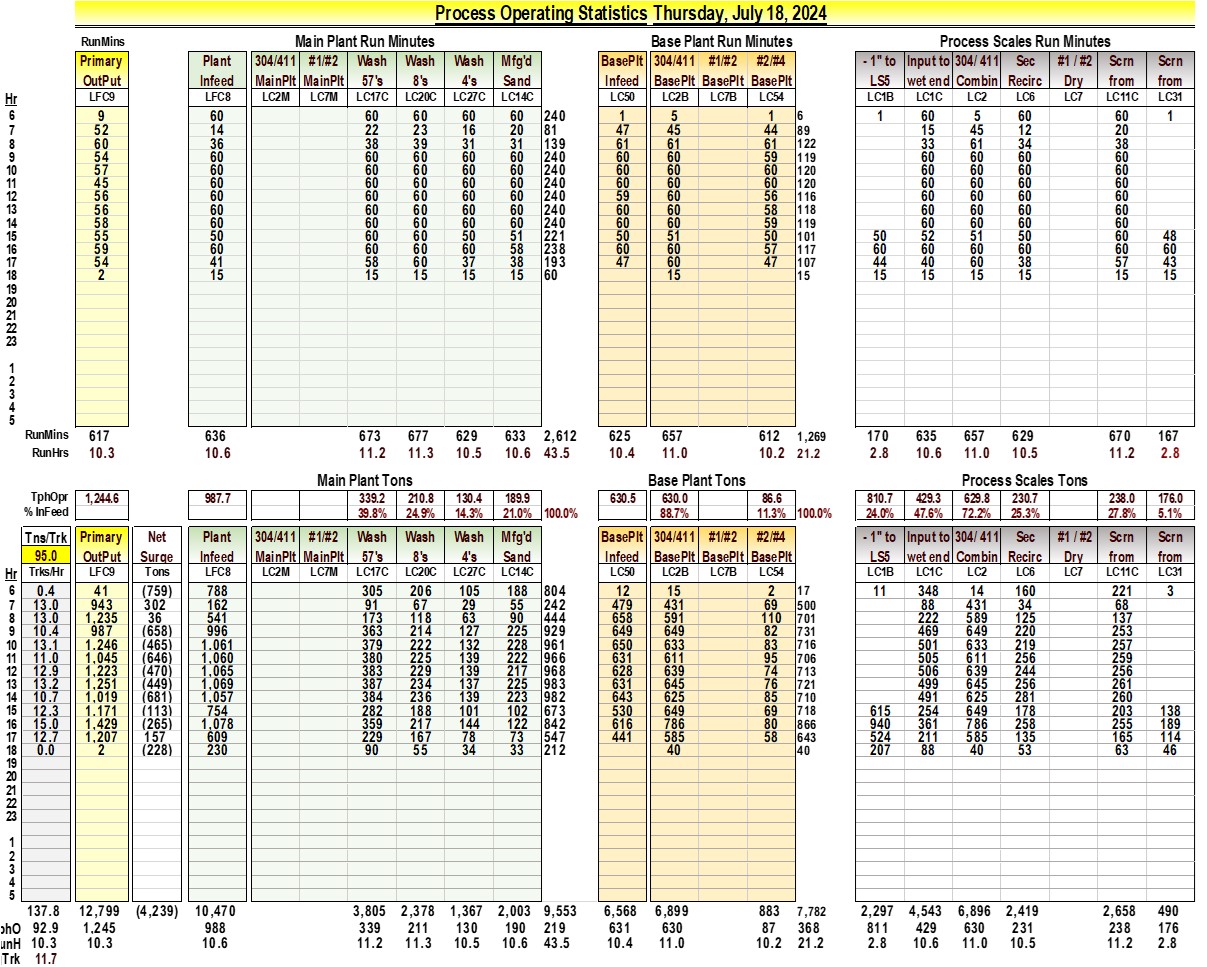 Process Operating Statistics Thursday, July 18, 2024
RunMins Main Plant Run Minutes Base Plant Run Minutes Process Scales Run Minutes
Primary Plant 304/411 #1/#2 Wash Wash Wash Mfg'd BasePlt 304/411 #1/#2 #2/#4 - 1" to Input to 304/ 411 Sec #1 / #2 Scrn Scrn
OutPut Infeed MainPlt MainPlt 57's 8's 4's Sand Infeed BasePlt BasePlt BasePlt LS5 wet end Combin Recirc Dry from from
Hr LFC9 LFC8 LC2M LC7M LC17C LC20C LC27C LC14C LC50 LC2B LC7B LC54 LC1B LC1C LC2 LC6 LC7 LC11C LC31
6 9 60 60 60 60 60 240 1 5 1 6 1 60 5 60 60 1
7 52 14 22 23 16 20 81 47 45 44 89 15 45 12 20
8 60 36 38 39 31 31 139 61 61 61 122 33 61 34 38
9 54 60 60 60 60 60 240 60 60 59 119 60 60 60 60
10 57 60 60 60 60 60 240 60 60 60 120 60 60 60 60
11 45 60 60 60 60 60 240 60 60 60 120 60 60 60 60
12 56 60 60 60 60 60 240 59 60 56 116 60 60 60 60
13 56 60 60 60 60 60 240 60 60 58 118 60 60 60 60
14 58 60 60 60 60 60 240 60 60 59 119 60 60 60 60
15 55 50 60 60 50 51 221 50 51 50 101 50 52 51 50 50 48
16 59 60 60 60 60 58 238 60 60 57 117 60 60 60 60 60 60
17 54 41 58 60 37 38 193 47 60 47 107 44 40 60 38 57 43
18 2 15 15 15 15 15 60 15 15 15 15 15 15 15 15
19
20
21
22
23
1
2
3
4
5
RunMins 617 636 673 677 629 633 2,612 625 657 612 1,269 170 635 657 629 670 167
RunHrs 10.3 10.6 11.2 11.3 10.5 10.6 43.5 10.4 11.0 10.2 21.2 2.8 10.6 11.0 10.5 11.2 2.8
Main Plant Tons Base Plant Tons Process Scales Tons
TphOpr 1,244.6 987.7 339.2 210.8 130.4 189.9 630.5 630.0 86.6 810.7 429.3 629.8 230.7 238.0 176.0
% InFeed 39.8% 24.9% 14.3% 21.0% 100.0% 88.7% 11.3% 100.0% 24.0% 47.6% 72.2% 25.3% 27.8% 5.1%
Tns/Trk Primary Net Plant 304/411 #1/#2 Wash Wash Wash Mfg'd BasePlt 304/411 #1/#2 #2/#4 - 1" to Input to 304/ 411 Sec #1 / #2 Scrn Scrn
95.0 OutPut Surge Infeed MainPlt MainPlt 57's 8's 4's Sand Infeed BasePlt BasePlt BasePlt LS5 wet end Combin Recirc Dry from from
Hr Trks/Hr LFC9 Tons LFC8 LC2M LC7M LC17C LC20C LC27C LC14C LC50 LC2B LC7B LC54 LC1B LC1C LC2 LC6 LC7 LC11C LC31
6 0.4 41 (759) 788 305 206 105 188 804 12 15 2 17 11 348 14 160 221 3
7 13.0 943 302 162 91 67 29 55 242 479 431 69 500 88 431 34 68
8 13.0 1,235 36 541 173 118 63 90 444 658 591 110 701 222 589 125 137
9 10.4 987 (658) 996 363 214 127 225 929 649 649 82 731 469 649 220 253
10 13.1 1,246 (465) 1,061 379 222 132 228 961 650 633 83 716 501 633 219 257
11 11.0 1,045 (646) 1,060 380 225 139 222 966 631 611 95 706 505 611 256 259
12 12.9 1,223 (470) 1,065 383 229 139 217 968 628 639 74 713 506 639 244 256
13 13.2 1,251 (449) 1,069 387 234 137 225 983 631 645 76 721 499 645 256 261
14 10.7 1,019 (681) 1,057 384 236 139 223 982 643 625 85 710 491 625 281 260
15 12.3 1,171 (113) 754 282 188 101 102 673 530 649 69 718 615 254 649 178 203 138
16 15.0 1,429 (265) 1,078 359 217 144 122 842 616 786 80 866 940 361 786 258 255 189
17 12.7 1,207 157 609 229 167 78 73 547 441 585 58 643 524 211 585 135 165 114
18 0.0 2 (228) 230 90 55 34 33 212 40 40 207 88 40 53 63 46
19
20
21
22
23
1
2
3
4
5
137.8 12,799 (4,239) 10,470 3,805 2,378 1,367 2,003 9,553 6,568 6,899 883 7,782 2,297 4,543 6,896 2,419 2,658 490
phO 92.9 1,245 988 339 211 130 190 219 631 630 87 368 811 429 630 231 238 176
unH 10.3 10.3 10.6 11.2 11.3 10.5 10.6 43.5 10.4 11.0 10.2 21.2 2.8 10.6 11.0 10.5 11.2 2.8
Trk 11.7